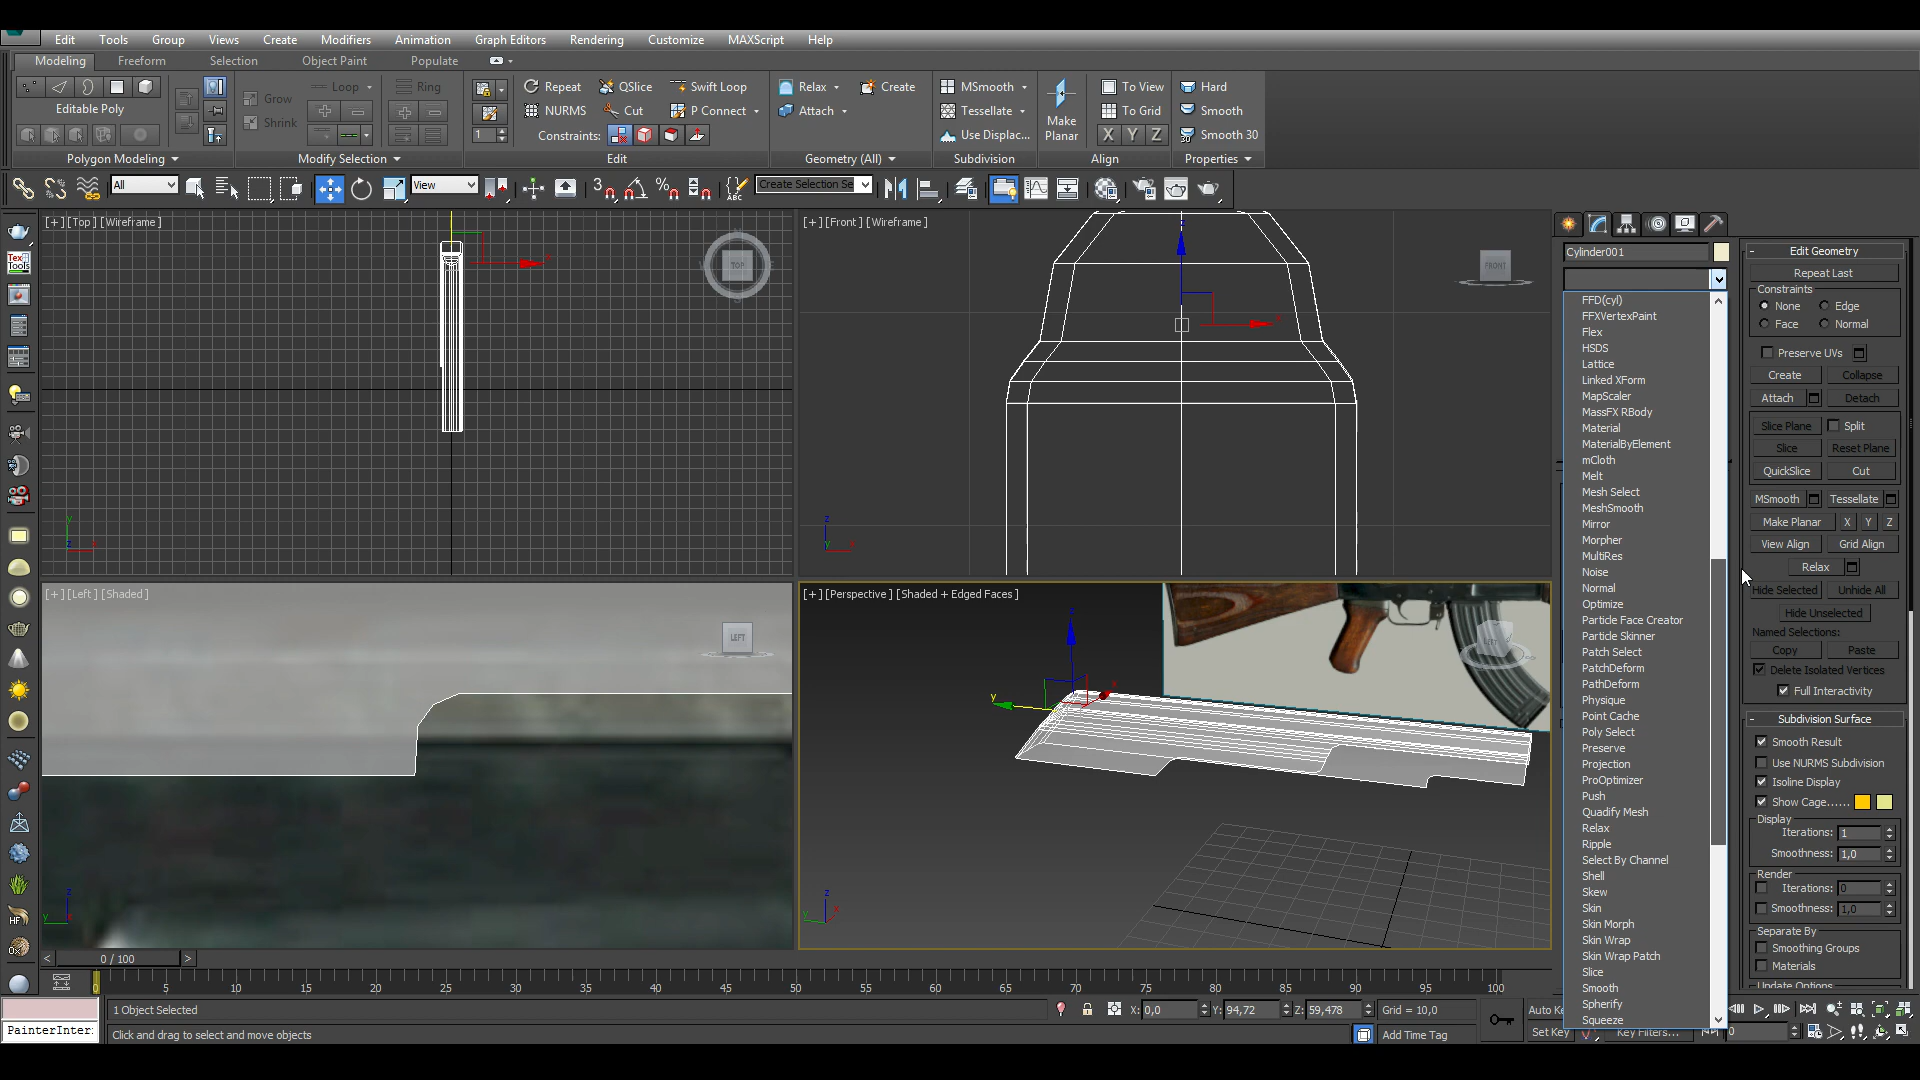 Edit Tools Group Views Create Modifiers Animation Graph Editors Rendering Customize MAXScript Help
Modeling Freeform Selection Object Paint Populate
Loop Ring Repeat QSlice Swift Loop Relax Create MSmooth To View Hard
Grow NURMS Cut P Connect Attach Tessellate To Grid Smooth
Editable Poly
Shrink Constraints: Use Displac... Make Planar X Y Z Smooth 30
1
Polygon Modeling Modify Selection Edit Geometry (All) Subdivision Align Properties
All View 3 Create Selection Se
ABC
[+] [Top] [Wireframe]
TOP
[+] [Front] [Wireframe]
FRONT
[+] [Left] [Shaded]
LEFT
[+] [Perspective] [Shaded + Edged Faces]
LEFT
Tex Tools
HF
Cylinder001
FFD(cyl)
FFXVertexPaint
Flex
HSDS
Lattice
Linked XForm
MapScaler
MassFX RBody
Material
MaterialByElement
mCloth
Melt
Mesh Select
MeshSmooth
Mirror
Morpher
MultiRes
Noise
Normal
Optimize
Particle Face Creator
Particle Skinner
Patch Select
PatchDeform
PathDeform
Physique
Point Cache
Poly Select
Preserve
Projection
ProOptimizer
Push
Quadify Mesh
Relax
Ripple
Select By Channel
Shell
Skew
Skin
Skin Morph
Skin Wrap
Skin Wrap Patch
Slice
Smooth
Spherify
Squeeze
- Edit Geometry
Repeat Last
Constraints
None Edge
Face Normal
Preserve UVs
Create Collapse
Attach Detach
Slice Plane Split
Slice Reset Plane
QuickSlice Cut
MSmooth Tessellate
Make Planar X Y Z
View Align Grid Align
Relax
Hide Selected Unhide All
Hide Unselected
Named Selections:
Copy Paste
Delete Isolated Vertices
Full Interactivity
- Subdivision Surface
Smooth Result
Use NURMS Subdivision
Isoline Display
Show Cage......
Display
Iterations: 1
Smoothness: 1,0
Render
Iterations: 0
Smoothness: 1,0
Separate By
Smoothing Groups
Materials
Update Options
< 0 / 100 >
0 5 10 15 20 25 30 35 40 45 50 55 60 65 70 75 80 85 90 95 100
1 Object Selected X: 0,0 Y: 94,72 Z: 59,478 Grid = 10,0 Auto Ke
PainterInter: Click and drag to select and move objects Add Time Tag Set Key Key Filters... 0